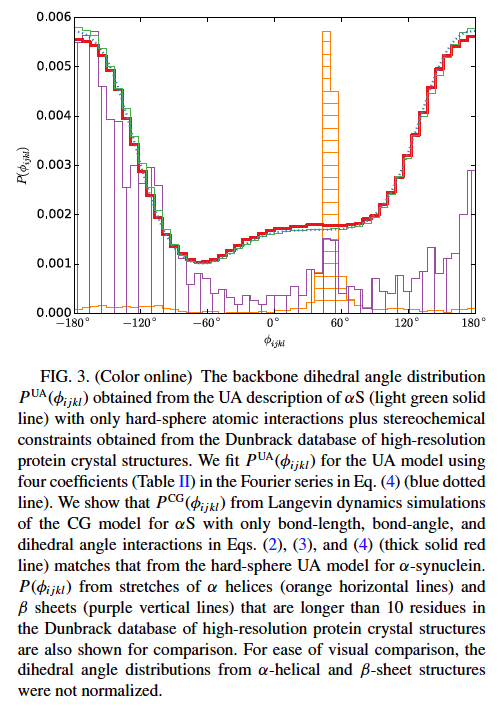 0.006
0.005
0.004
0.003
0.002
0.001
0.000
P(ϕijkl)
−180° −120° −60° 0° 60° 120° 180°
ϕijkl
FIG. 3. (Color online) The backbone dihedral angle distribution
PUA(ϕijkl) obtained from the UA description of αS (light green solid
line) with only hard-sphere atomic interactions plus stereochemical
constraints obtained from the Dunbrack database of high-resolution
protein crystal structures. We fit PUA(ϕijkl) for the UA model using
four coefficients (Table II) in the Fourier series in Eq. (4) (blue dotted
line). We show that PCG(ϕijkl) from Langevin dynamics simulations
of the CG model for αS with only bond-length, bond-angle, and
dihedral angle interactions in Eqs. (2), (3), and (4) (thick solid red
line) matches that from the hard-sphere UA model for α-synuclein.
P(ϕijkl) from stretches of α helices (orange horizontal lines) and
β sheets (purple vertical lines) that are longer than 10 residues in
the Dunbrack database of high-resolution protein crystal structures
are also shown for comparison. For ease of visual comparison, the
dihedral angle distributions from α-helical and β-sheet structures
were not normalized.